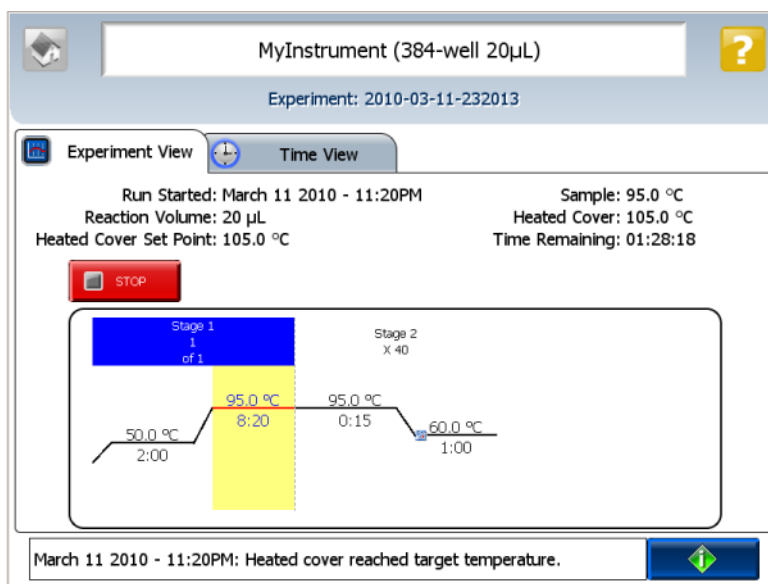 MyInstrument (384-well 20µL)
?
Experiment: 2010-03-11-232013
Experiment View
Time View
Run Started: March 11 2010 - 11:20PM
Sample: 95.0 °C
Reaction Volume: 20 µL
Heated Cover: 105.0 °C
Heated Cover Set Point: 105.0 °C
Time Remaining: 01:28:18
STOP
Stage 1
1
of 1
Stage 2
X 40
50.0 ºC
2:00
95.0 ºC
8:20
95.0 ºC
0:15
60.0 ºC
1:00
March 11 2010 - 11:20PM: Heated cover reached target temperature.
i